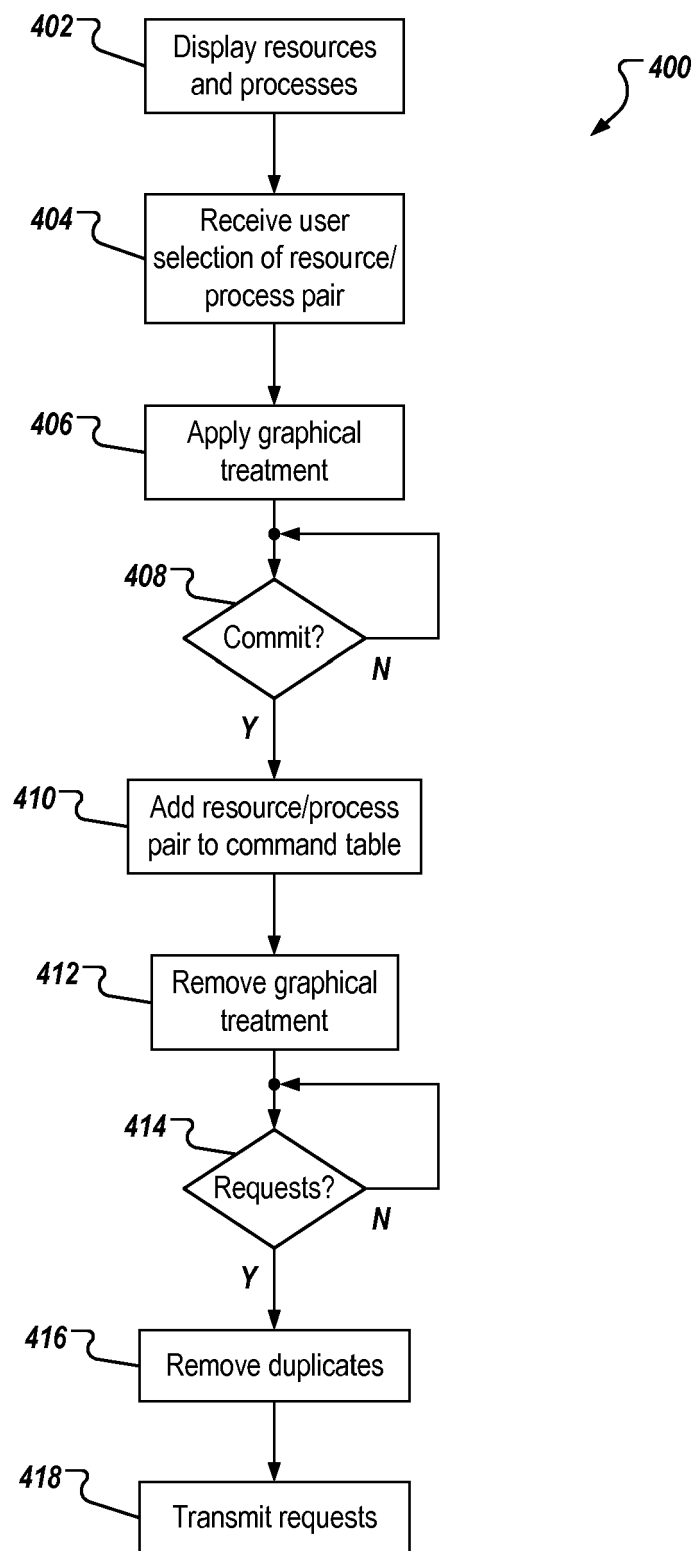 402
Display resources
and processes
400
404
Receive user
selection of resource/
process pair
406
Apply graphical
treatment
408
Commit?
N
Y
410
Add resource/process
pair to command table
412
Remove graphical
treatment
414
Requests?
N
Y
416
Remove duplicates
418
Transmit requests